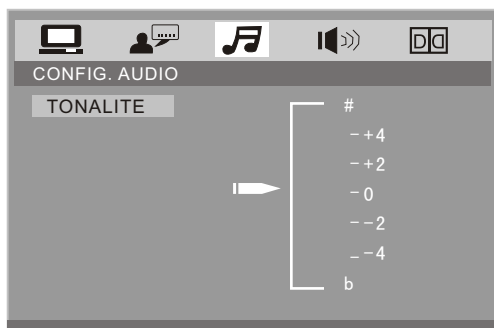 CONFIG. AUDIO
TONALITE
#
-+4
-+2
-0
--2
_-4
b